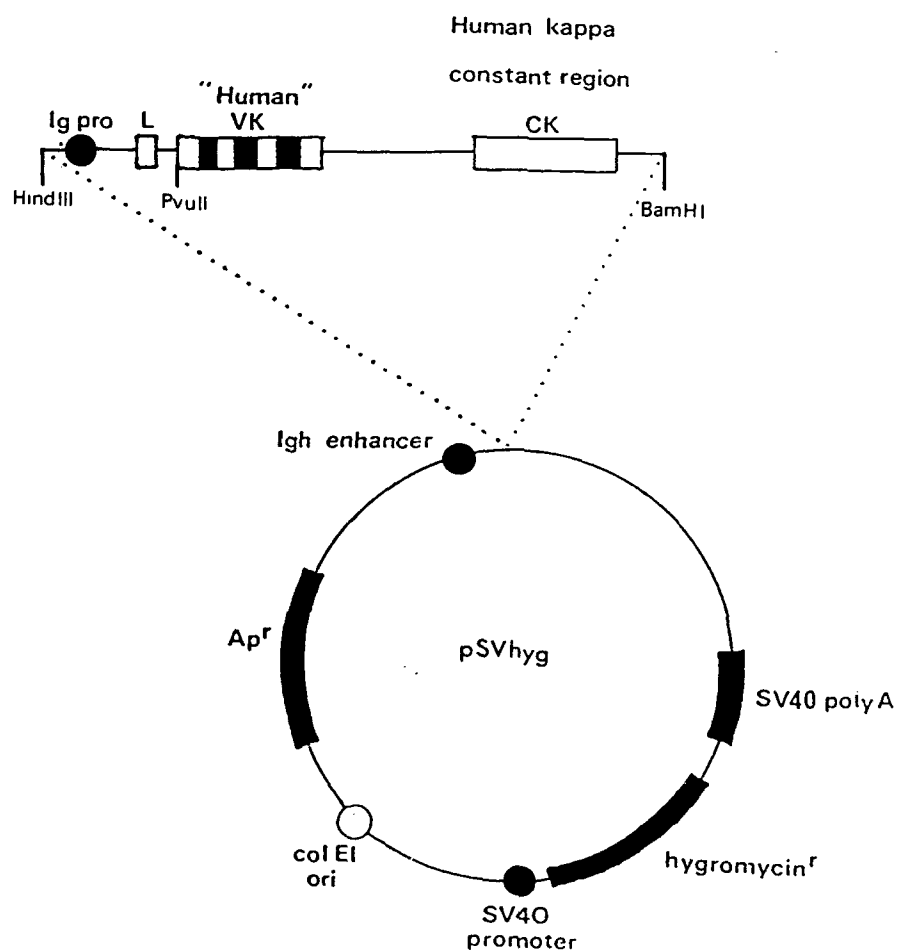 Human kappa
constant region
"Human"
Ig pro
L
VK
CK
HindIII
PvuII
BamHI
Igh enhancer
Ap^r
pSVhyg
SV40 poly A
col EI
ori
hygromycin^r
SV40
promoter